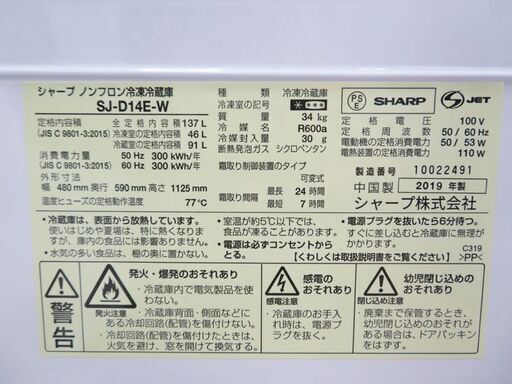 シャープ ノンフロン冷凍冷蔵庫
SJ-D14E-W
定格内容積 全定格内容積 137 L
(JIS C 9801-3:2015) 冷凍室の定格内容積 46 L
冷蔵室の定格内容積 91 L
消費電力量 50 Hz 300 kWh/年
(JIS C 9801-3:2015) 60 Hz 300 kWh/年
外形寸法
幅 480 mm 奥行 590 mm 高さ 1125 mm
温度ヒューズの定格動作温度 77℃
種類 冷凍冷蔵庫
冷凍室の記号
質量 34 kg
冷媒 R600a
冷媒封入量 30 g
断熱発泡ガス シクロペンタン
霜取り制御装置のタイプ
可変式
霜取り間隔 最長 24 時間
最短 7 時間
PS
E
SHARP
JET
定格電圧 100 V
定格周波数 50 / 60 Hz
電動機の定格消費電力 50 / 53 W
電熱装置の定格消費電力 110 W
製造番号 10022491
中国製 2019 年製
シャープ株式会社
・冷蔵庫は、表面から放熱しています。
使いはじめや夏場は、特に熱くなりますが、庫内の食品には影響ありません。
・水気の多い食品は、棚の奥に置かない。
・室温が約5℃以下では、食品が凍ることがあります。
・電源は必ずコンセントからとる。
・電源プラグを抜いたら6分待つ。
すぐに差し込むと冷蔵庫に無理がかかります。
C319
【くわしくは取扱説明書をご覧ください】
>PP<
警告
発火・爆発のおそれあり
発火注意
・冷蔵庫内で電気製品を使わない。
・冷蔵庫背面・側面などにある冷却回路(配管)を傷付けない。
・冷却回路(配管)を傷付けたときは、火気を避け、窓を開けて換気する。
感電のおそれあり
感電注意
・冷蔵庫のお手入れ時は、電源プラグを抜く。
幼児閉じ込めのおそれあり
閉じ込め注意
・廃棄まで保管するとき、幼児閉じ込めのおそれがある場合は、ドアパッキンをはずす。